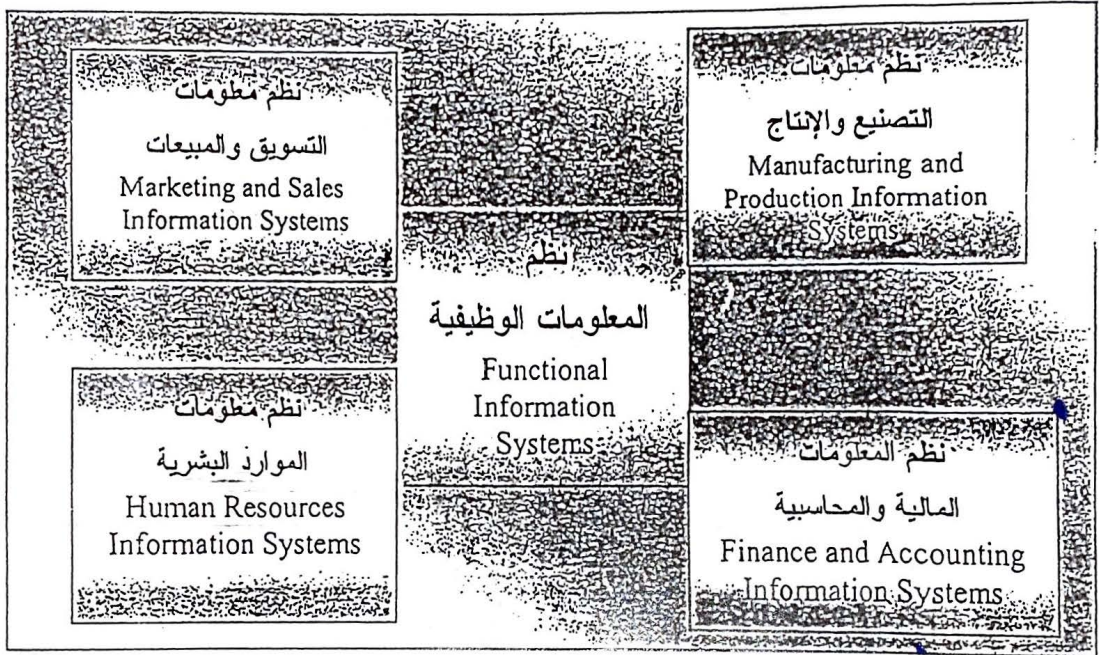 نظم معلومات
التسويق والمبيعات
Marketing and Sales
Information Systems
نظم معلومات
التصنيع والإنتاج
Manufacturing and
Production Information
Systems
نظم
المعلومات الوظيفية
Functional
Information
Systems
نظم معلومات
الموارد البشرية
Human Resources
Information Systems
نظم المعلومات
المالية والمحاسبية
Finance and Accounting
Information Systems